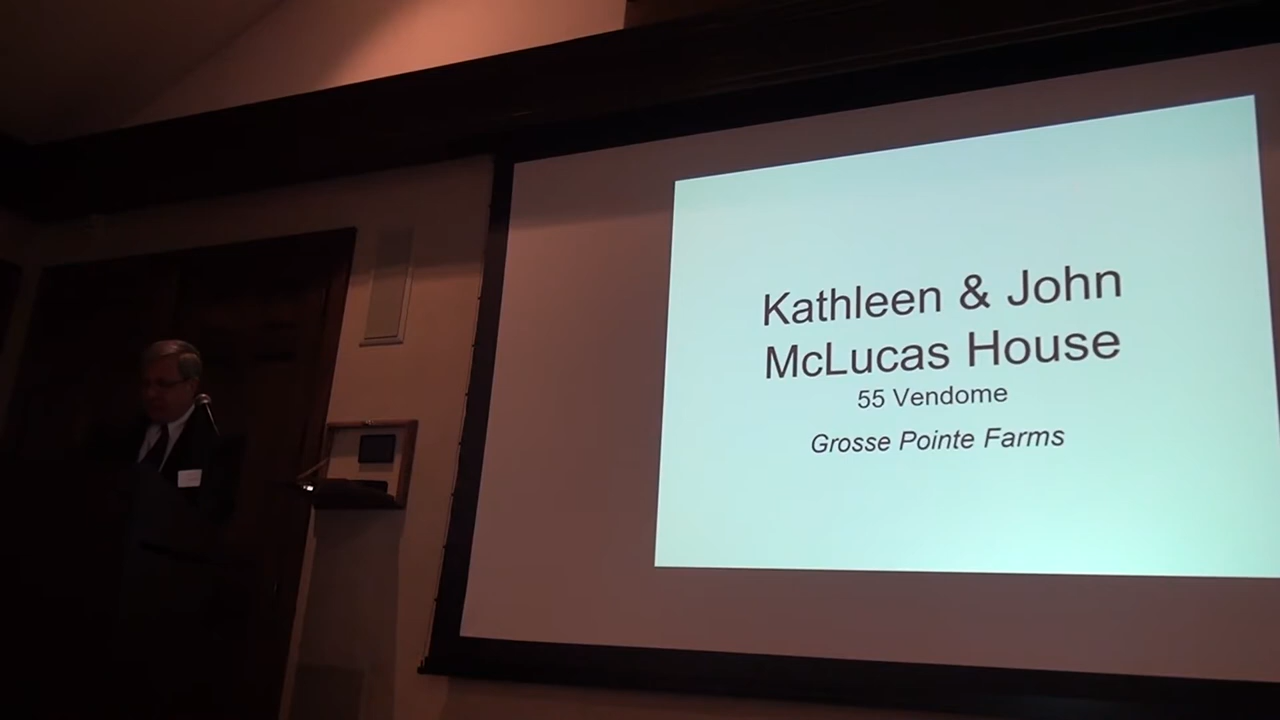 Kathleen & John
McLucas House
55 Vendome
Grosse Pointe Farms